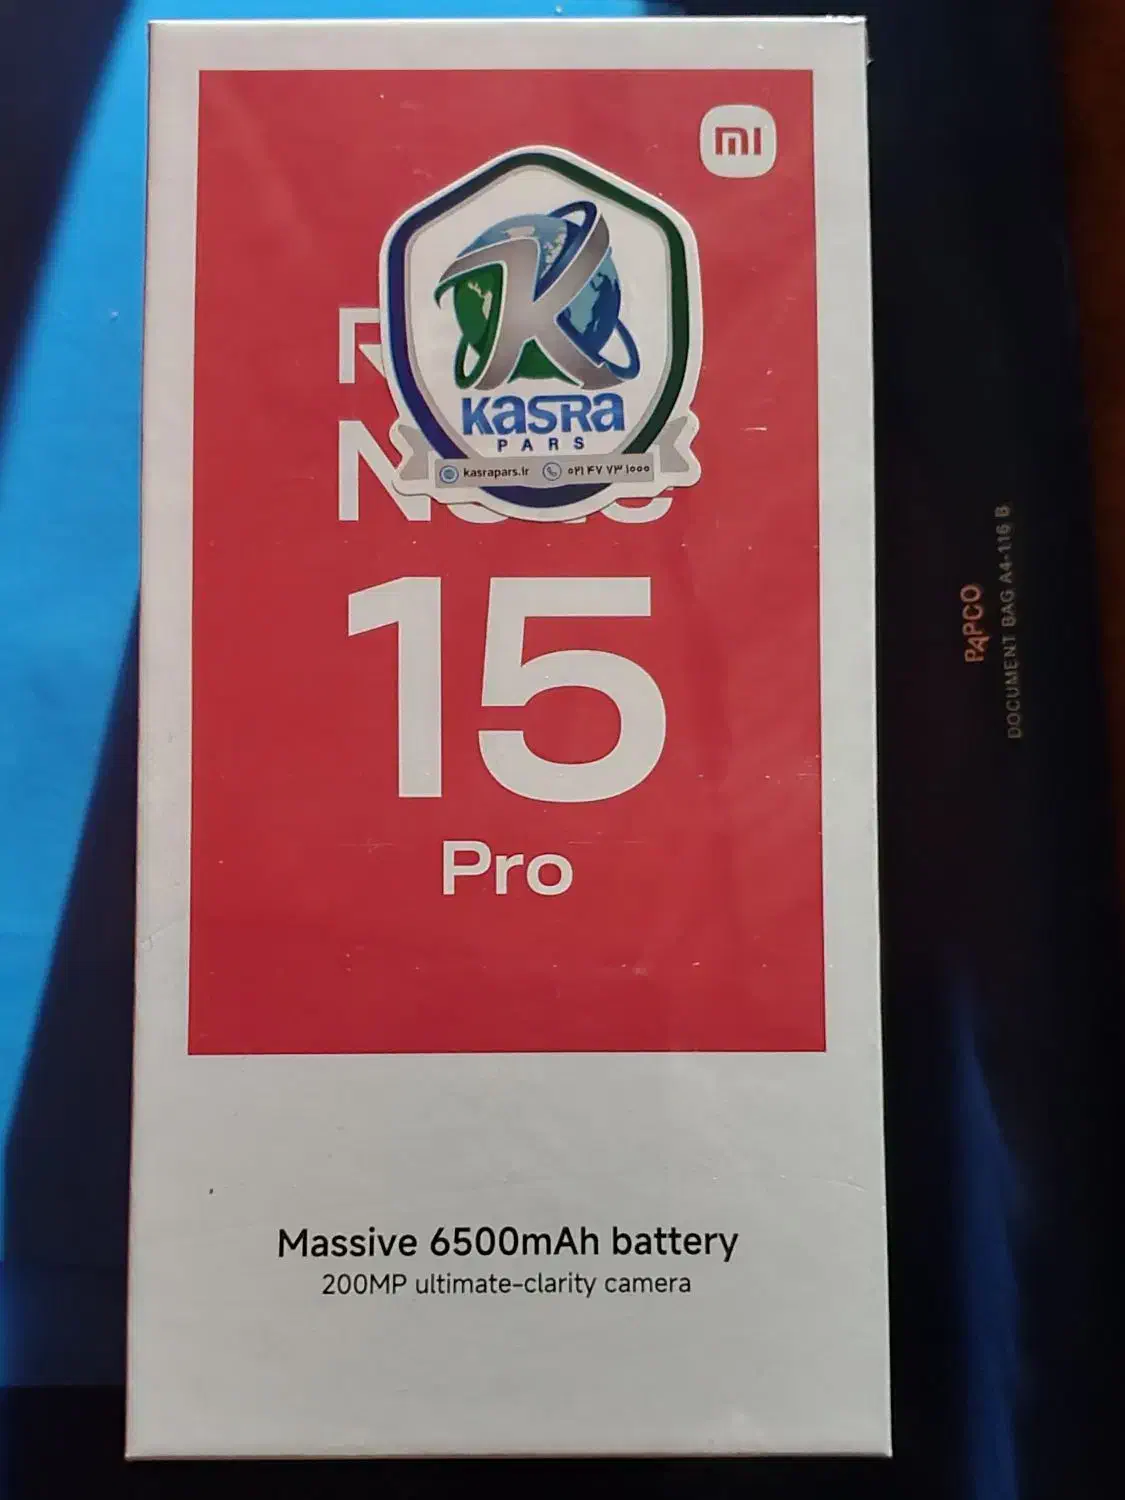 mi
KASRA
PARS
kasrapars.ir ۰۲۱ ۴۷ ۷۳ ۱۰۰۰
15
Pro
Massive 6500mAh battery
200MP ultimate-clarity camera
PAPCO
DOCUMENT BAG A4-116 B